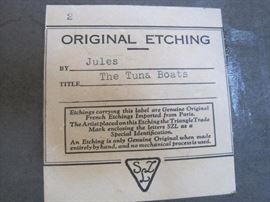 2
ORIGINAL ETCHING
BY Jules
TITLE The Tuna Boats
Etchings carrying this label are Genuine Original
French Etchings Imported from Paris.
The Artist placed on this Etching the Triangle Trade
Mark enclosing the letters SZL as a
Special Identification.
An Etching is only Genuine Original when made
entirely by hand, and no mechanical process is used.
SZL